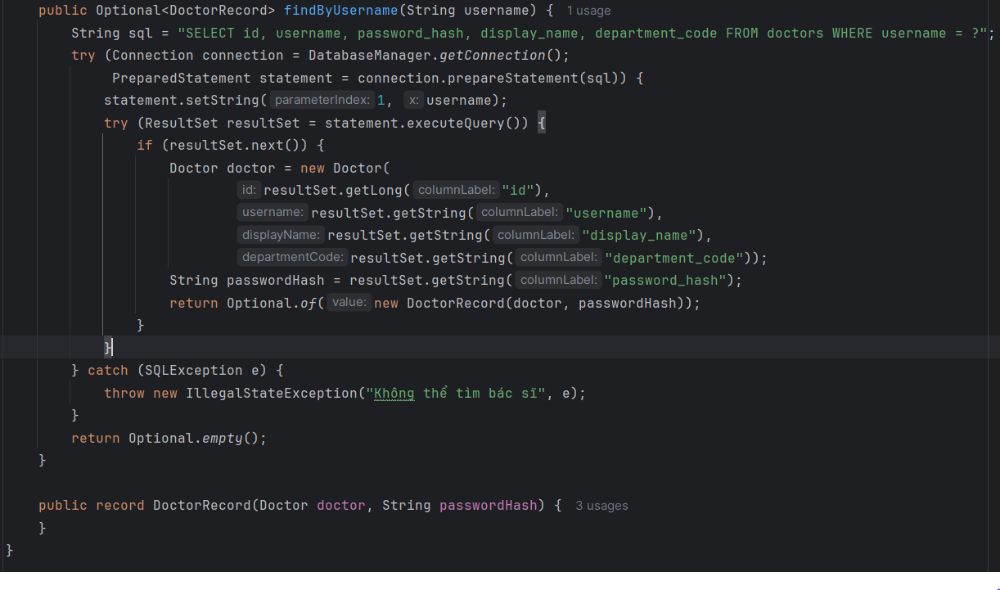 public Optional<DoctorRecord> findByUsername(String username) { 1 usage
String sql = "SELECT id, username, password_hash, display_name, department_code FROM doctors WHERE username = ?";
try (Connection connection = DatabaseManager.getConnection();
PreparedStatement statement = connection.prepareStatement(sql)) {
statement.setString( parameterIndex: 1, x: username);
try (ResultSet resultSet = statement.executeQuery()) {
if (resultSet.next()) {
Doctor doctor = new Doctor(
id: resultSet.getLong( columnLabel: "id"),
username: resultSet.getString( columnLabel: "username"),
displayName: resultSet.getString( columnLabel: "display_name"),
departmentCode: resultSet.getString( columnLabel: "department_code"));
String passwordHash = resultSet.getString( columnLabel: "password_hash");
return Optional.of( value: new DoctorRecord(doctor, passwordHash));
}
}
} catch (SQLException e) {
throw new IllegalStateException("Không thể tìm bác sĩ", e);
}
return Optional.empty();
}
public record DoctorRecord(Doctor doctor, String passwordHash) { 3 usages
}
}